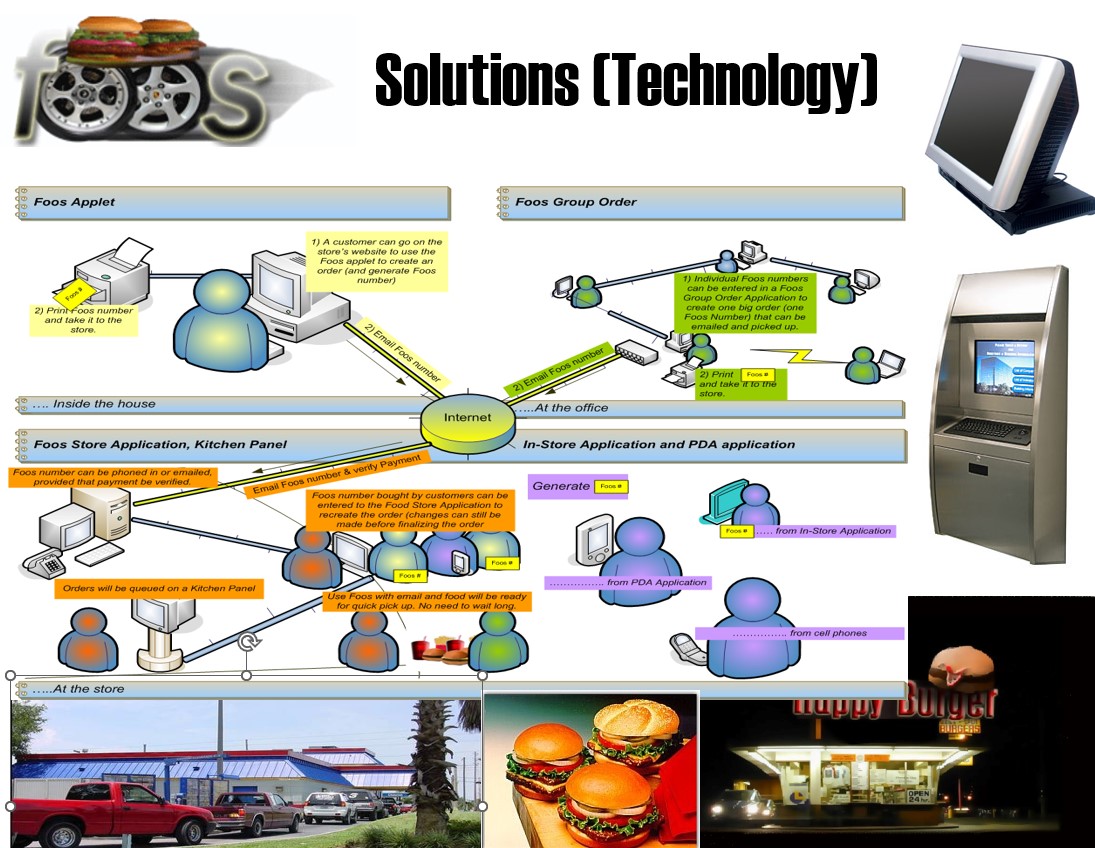 foos
Solutions (Technology)
Foos Applet
Foos Group Order
1) A customer can go on the
store's website to use the
Foos applet to create an
order (and generate Foos
number)
Foos #
2) Print Foos number
and take it to the
store.
2) Email Foos number
1) Individual Foos numbers
can be entered in a Foos
Group Order Application to
create one big order (one
Foos Number) that can be
emailed and picked up.
2) Email Foos number
2) Print Foos #
and take it to the
store.
.... Inside the house
Internet
.....At the office
Foos Store Application, Kitchen Panel
In-Store Application and PDA application
Foos number can be phoned in or emailed,
provided that payment be verified.
Email Foos number & verify Payment
Foos number bought by customers can be
entered to the Food Store Application to
recreate the order (changes can still be
made before finalizing the order
Foos #
Foos #
Generate Foos #
Foos # ..... from In-Store Application
................ from PDA Application
................ from cell phones
Orders will be queued on a Kitchen Panel
Use Foos with email and food will be ready
for quick pick up. No need to wait long.
.....At the store
Happy Burger
BURGERS
OPEN
24 hr.